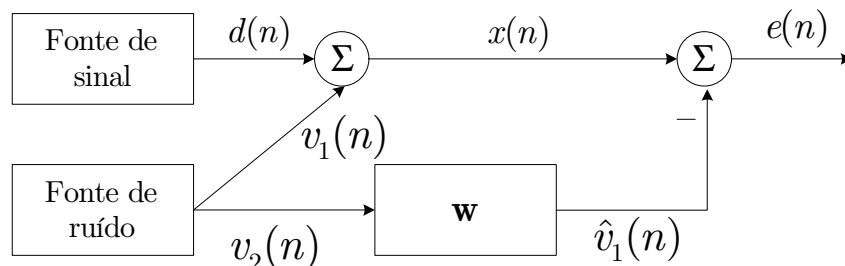 Fonte de
sinal
d(n)
Σ
x(n)
Σ
e(n)
v₁(n)
−
Fonte de
ruído
v₂(n)
w
v̂₁(n)